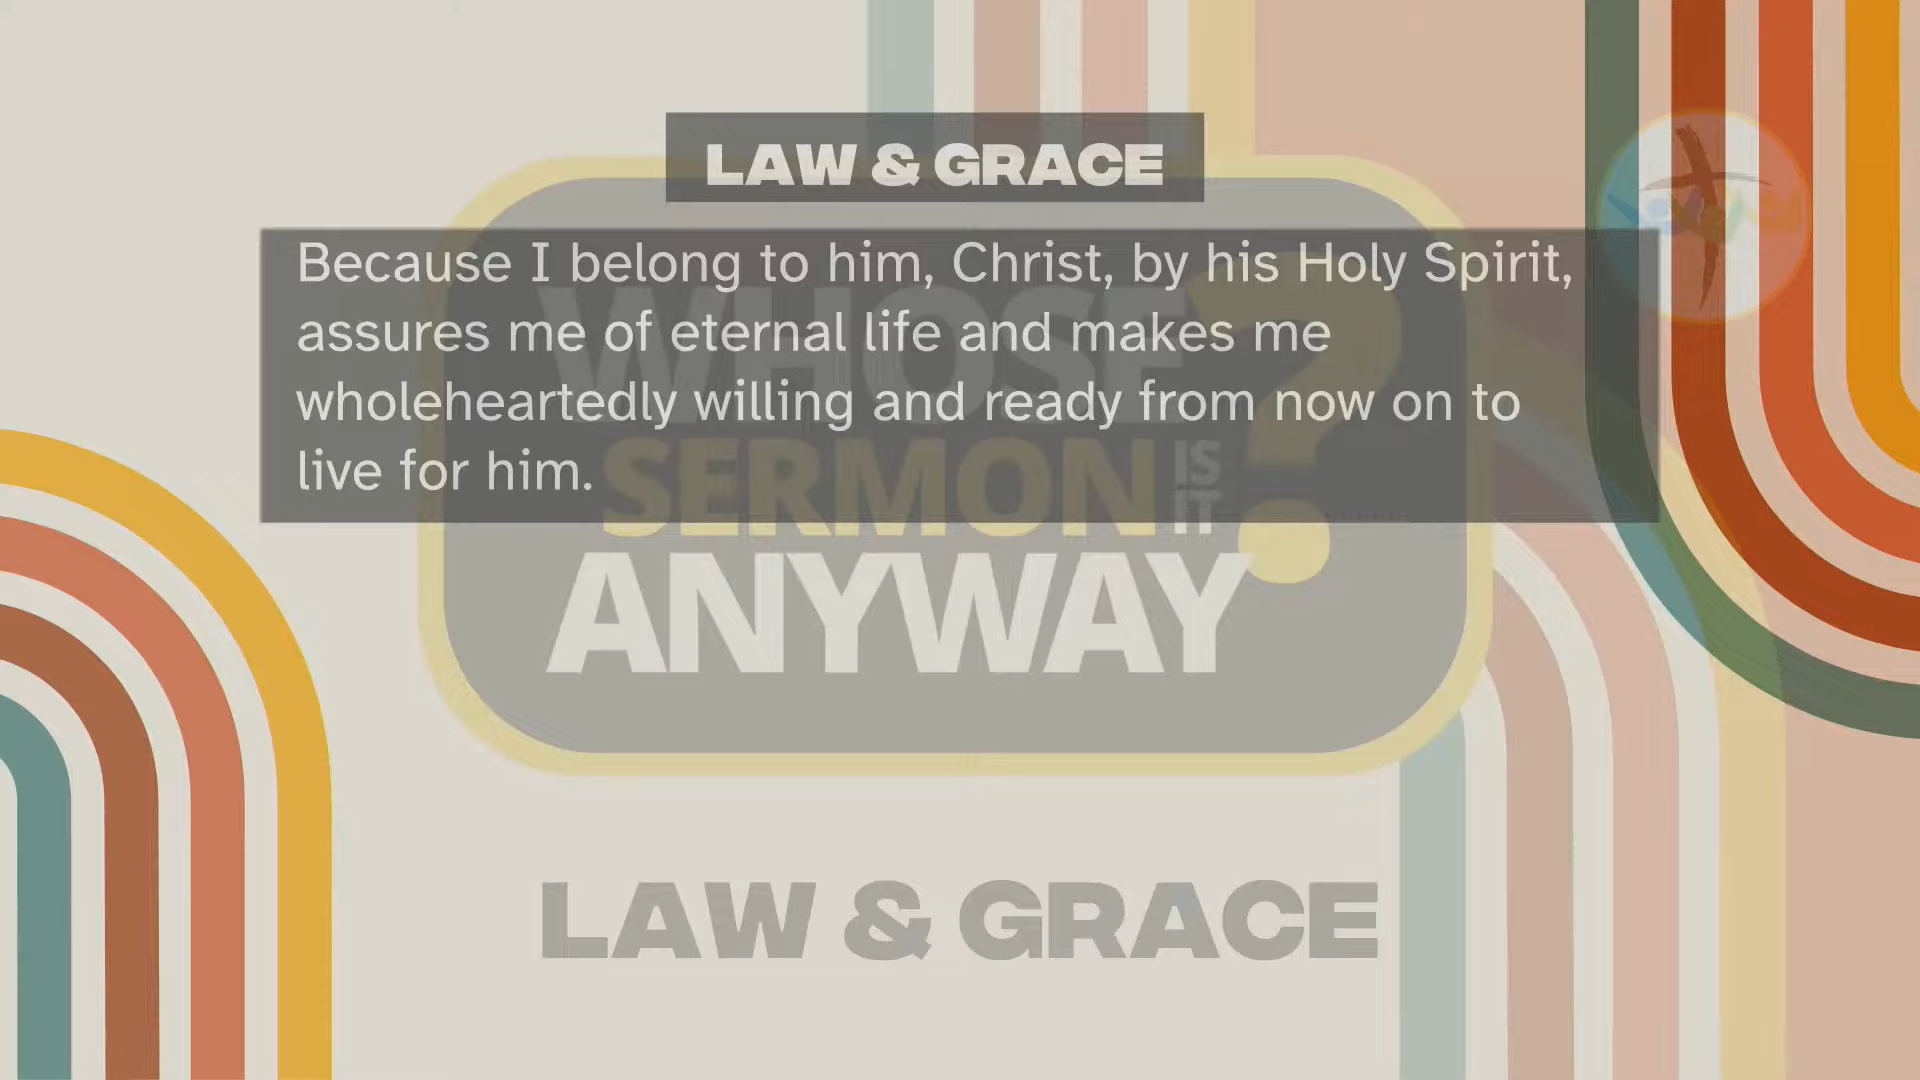 LAW & GRACE
Because I belong to him, Christ, by his Holy Spirit,
assures me of eternal life and makes me
wholeheartedly willing and ready from now on to
live for him.
WHOSE
SERMON IS IT
ANYWAY?
LAW & GRACE